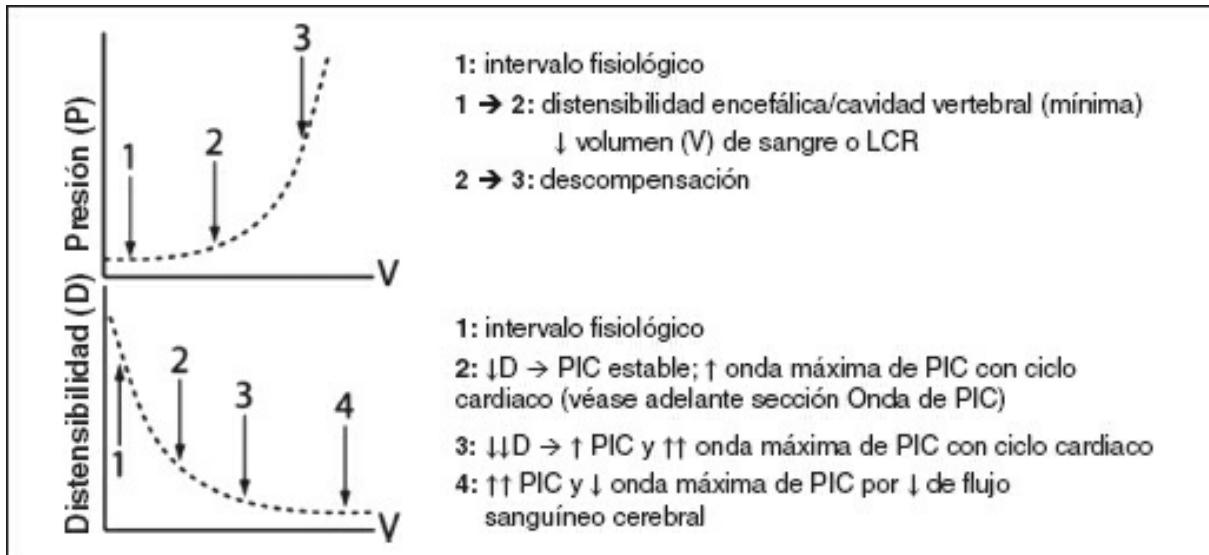 Presión (P)
1
2
3
V
1: intervalo fisiológico
1 → 2: distensibilidad encefálica/cavidad vertebral (mínima)
↓ volumen (V) de sangre o LCR
2 → 3: descompensación
Distensibilidad (D)
1
2
3
4
V
1: intervalo fisiológico
2: ↓D → PIC estable; ↑ onda máxima de PIC con ciclo
cardiaco (véase adelante sección Onda de PIC)
3: ↓↓D → ↑ PIC y ↑↑ onda máxima de PIC con ciclo cardiaco
4: ↑↑ PIC y ↓ onda máxima de PIC por ↓ de flujo
sanguíneo cerebral